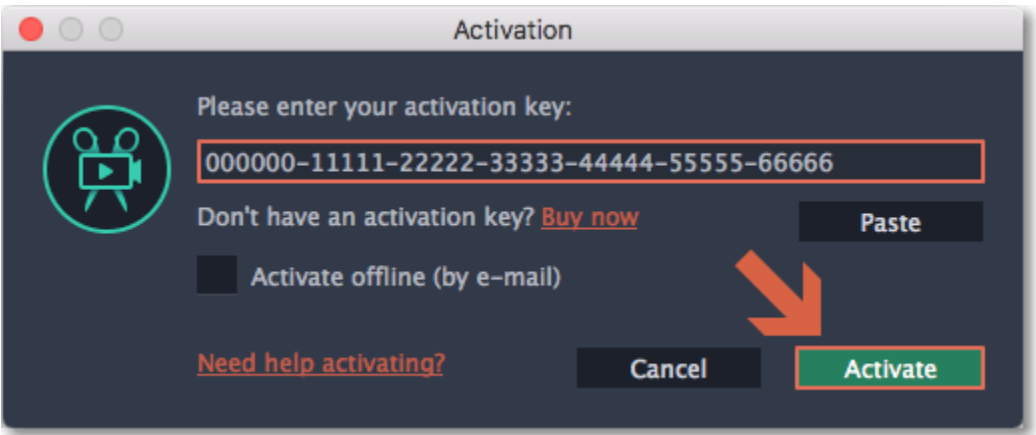 Activation
Please enter your activation key:
000000-11111-22222-33333-44444-55555-66666
Don't have an activation key? Buy now
Paste
Activate offline (by e-mail)
Need help activating?
Cancel
Activate